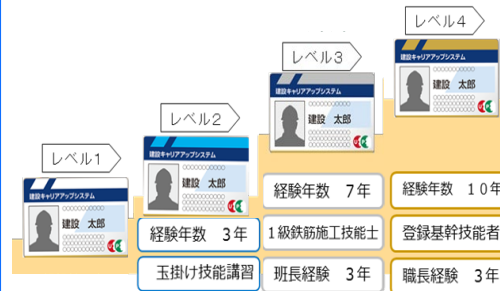 レベル1
建設キャリアアップシステム
建設 太郎
レベル2
建設キャリアアップシステム
建設 太郎
経験年数 3年
玉掛け技能講習
レベル3
建設キャリアアップシステム
建設 太郎
経験年数 7年
1級鉄筋施工技能士
班長経験 3年
レベル4
建設キャリアアップシステム
建設 太郎
経験年数 10年
登録基幹技能者
職長経験 3年